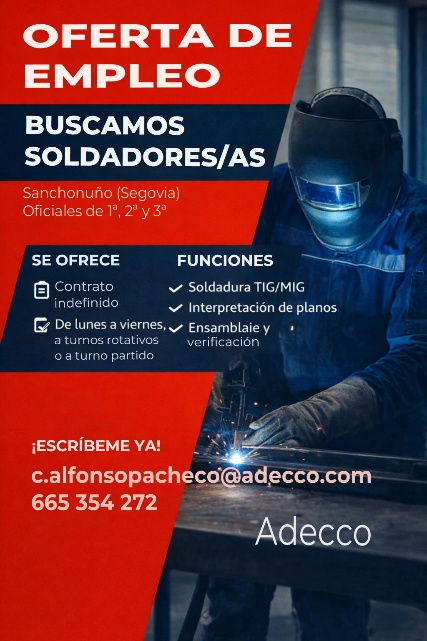 OFERTA DE
EMPLEO
BUSCAMOS
SOLDADORES/AS
Sanchonuño (Segovia)
Oficiales de 1ª, 2ª y 3ª
SE OFRECE
Contrato
indefinido
De lunes a viernes,
a turnos rotativos
o a turno partido
FUNCIONES
Soldadura TIG/MIG
Interpretación de planos
Ensamblaie y
verificación
¡ESCRÍBEME YA!
c.alfonsopacheco@adecco.com
665 354 272
Adecco